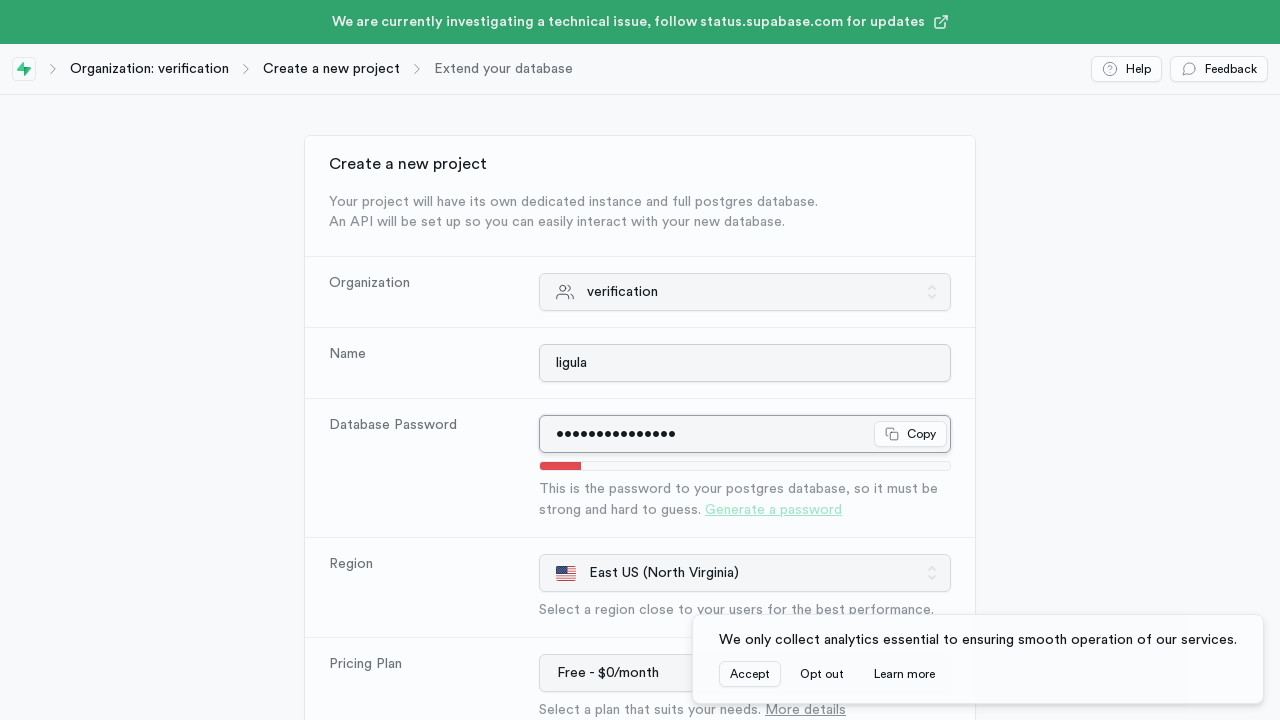 We are currently investigating a technical issue, follow status.supabase.com for updates
Organization: verification
Create a new project
Extend your database
Help
Feedback
Create a new project
Your project will have its own dedicated instance and full postgres database.
An API will be set up so you can easily interact with your new database.
Organization
verification
Name
ligula
Database Password
•••••••••••••••
Copy
This is the password to your postgres database, so it must be
strong and hard to guess. Generate a password
Region
East US (North Virginia)
Select a region close to your users for the best performance.
Pricing Plan
Free - $0/month
Select a plan that suits your needs. More details
We only collect analytics essential to ensuring smooth operation of our services.
Accept
Opt out
Learn more